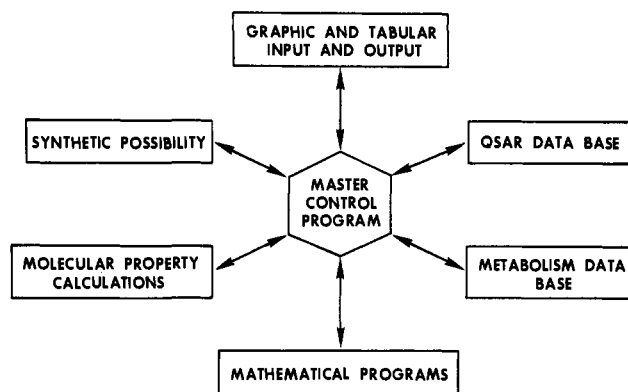 GRAPHIC AND TABULAR
INPUT AND OUTPUT
SYNTHETIC POSSIBILITY
QSAR DATA BASE
MASTER
CONTROL
PROGRAM
MOLECULAR PROPERTY
CALCULATIONS
METABOLISM DATA
BASE
MATHEMATICAL PROGRAMS